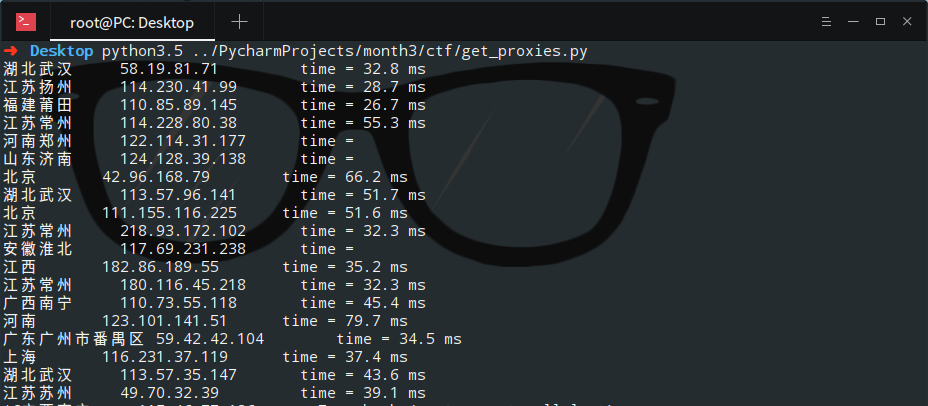 root@PC: Desktop
➜ Desktop python3.5 ../PycharmProjects/month3/ctf/get_proxies.py
湖北武汉 58.19.81.71 time = 32.8 ms
江苏扬州 114.230.41.99 time = 28.7 ms
福建莆田 110.85.89.145 time = 26.7 ms
江苏常州 114.228.80.38 time = 55.3 ms
河南郑州 122.114.31.177 time =
山东济南 124.128.39.138 time =
北京 42.96.168.79 time = 66.2 ms
湖北武汉 113.57.96.141 time = 51.7 ms
北京 111.155.116.225 time = 51.6 ms
江苏常州 218.93.172.102 time = 32.3 ms
安徽淮北 117.69.231.238 time =
江西 182.86.189.55 time = 35.2 ms
江苏常州 180.116.45.218 time = 32.3 ms
广西南宁 110.73.55.118 time = 45.4 ms
河南 123.101.141.51 time = 79.7 ms
广东广州市番禺区 59.42.42.104 time = 34.5 ms
上海 116.231.37.119 time = 37.4 ms
湖北武汉 113.57.35.147 time = 43.6 ms
江苏苏州 49.70.32.39 time = 39.1 ms